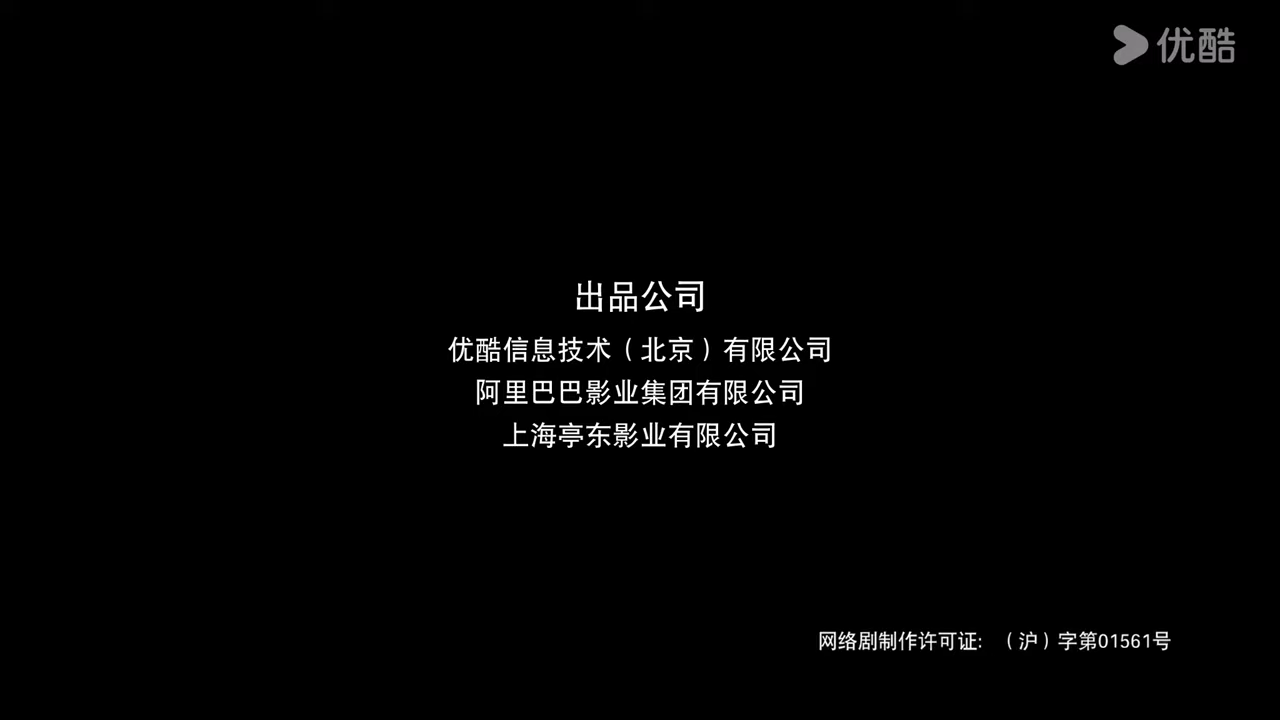 优酷
出品公司
优酷信息技术（北京）有限公司
阿里巴巴影业集团有限公司
上海亭东影业有限公司
网络剧制作许可证: （沪）字第01561号